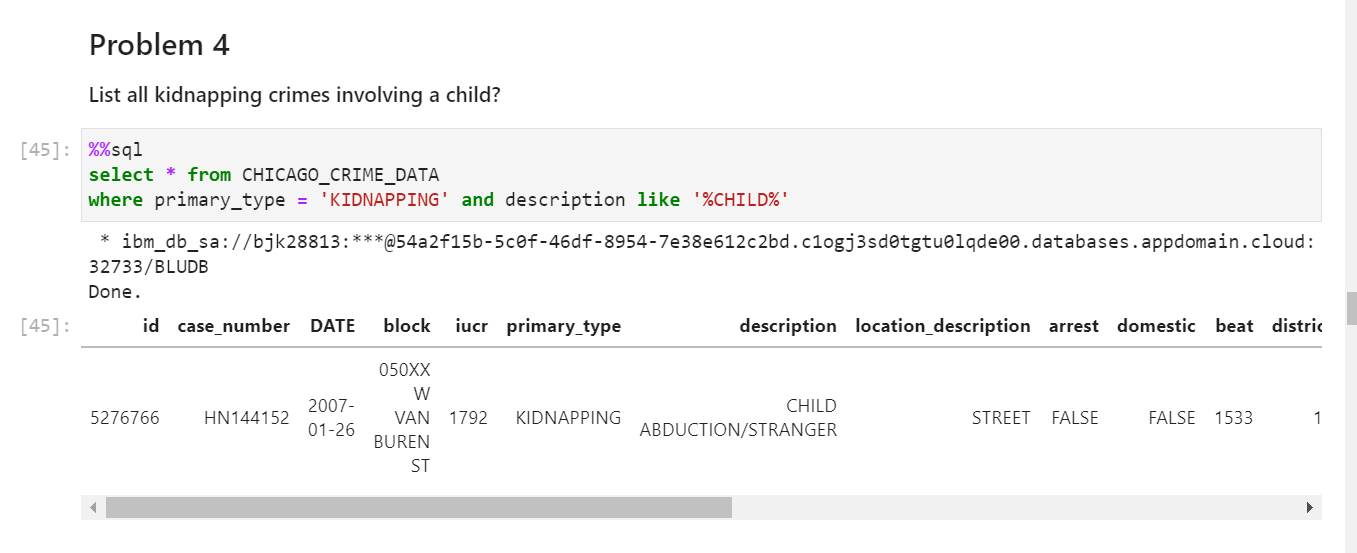 Problem 4
List all kidnapping crimes involving a child?
[45]: %%sql
select * from CHICAGO_CRIME_DATA
where primary_type = 'KIDNAPPING' and description like '%CHILD%'
* ibm_db_sa://bjk28813:***@54a2f15b-5c0f-46df-8954-7e38e612c2bd.c1ogj3sd0tgtu0lqde00.databases.appdomain.cloud:
32733/BLUDB
Done.
[45]: id case_number DATE block iucr primary_type description location_description arrest domestic beat distric
050XX
W
2007- CHILD
5276766 HN144152 VAN 1792 KIDNAPPING STREET FALSE FALSE 1533 1
01-26 ABDUCTION/STRANGER
BUREN
ST